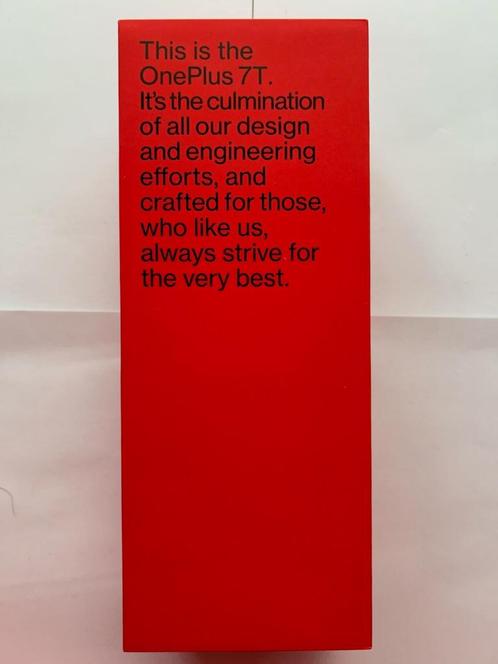 This is the
OnePlus 7T.
It's the culmination
of all our design
and engineering
efforts, and
crafted for those,
who like us,
always strive for
the very best.